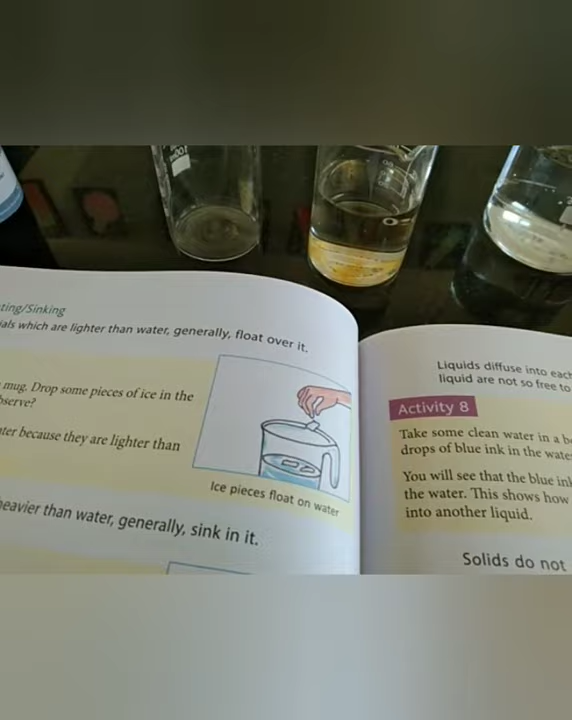 ting/Sinking
ials which are lighter than water, generally, float over it.
mug. Drop some pieces of ice in the
bserve?
ter because they are lighter than
Ice pieces float on water
heavier than water, generally, sink in it.
Liquids diffuse into each
liquid are not so free to
Activity 8
Take some clean water in a be
drops of blue ink in the wate
You will see that the blue ink
the water. This shows how
into another liquid.
Solids do not